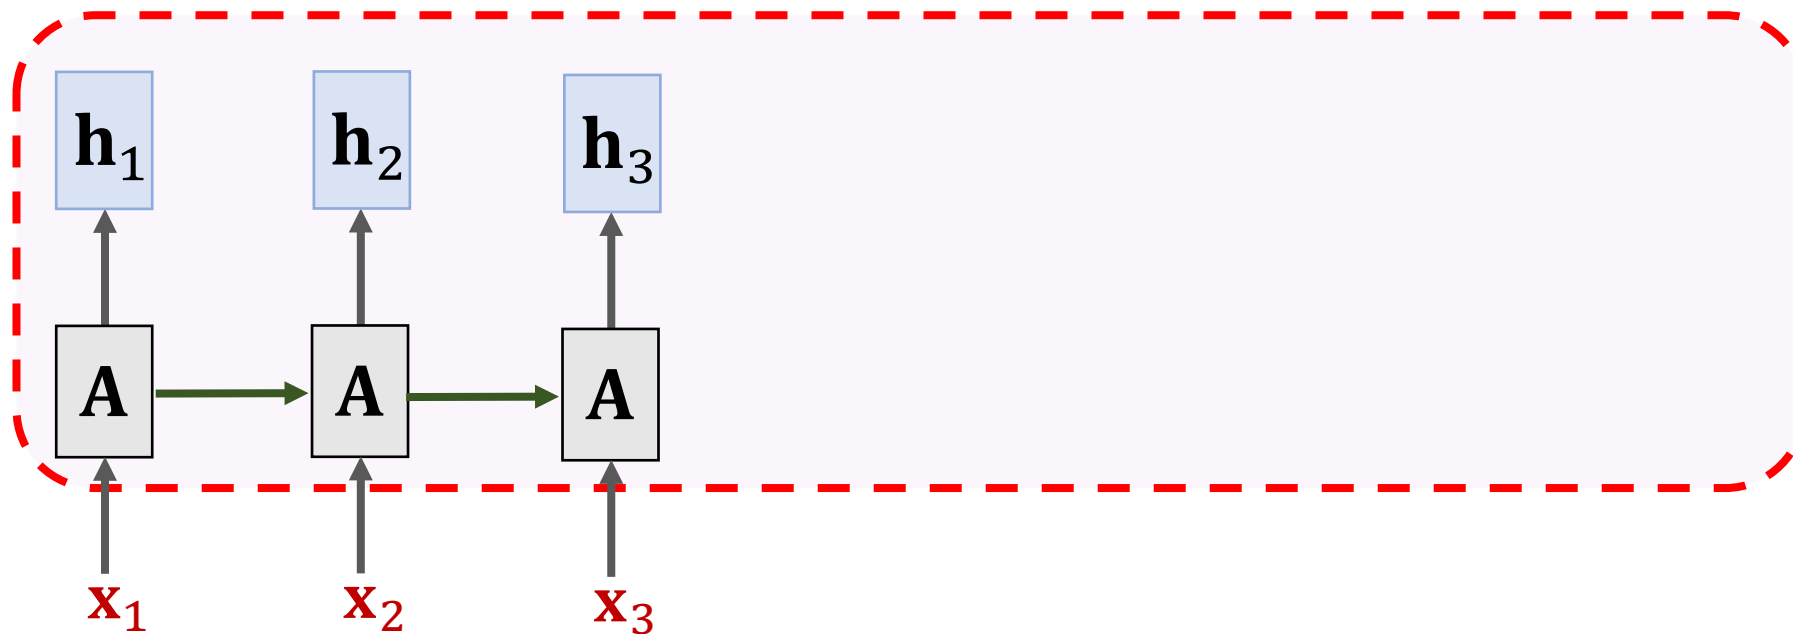 h₁ h₂ h₃
A A A
x₁ x₂ x₃